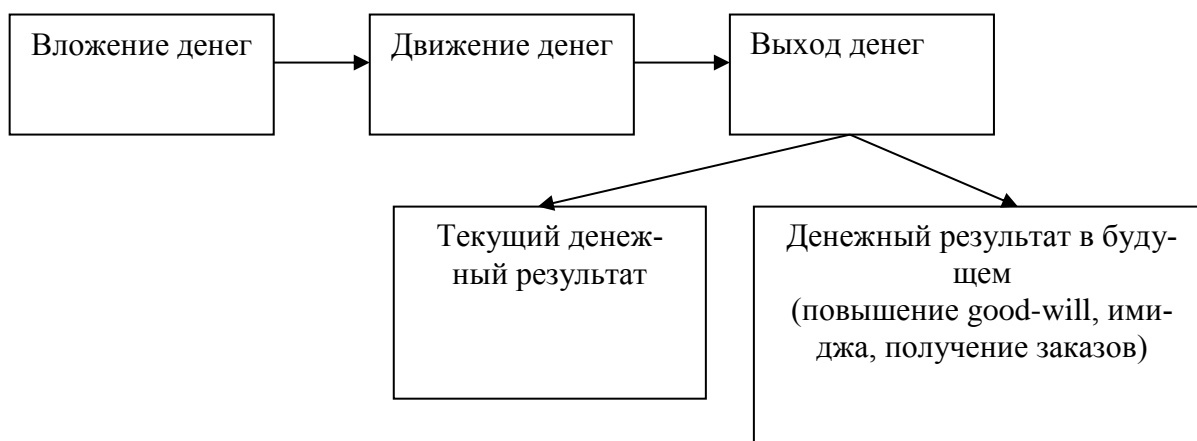 Вложение денег
Движение денег
Выход денег
Текущий денеж-
ный результат
Денежный результат в буду-
щем
(повышение good-will, ими-
джа, получение заказов)